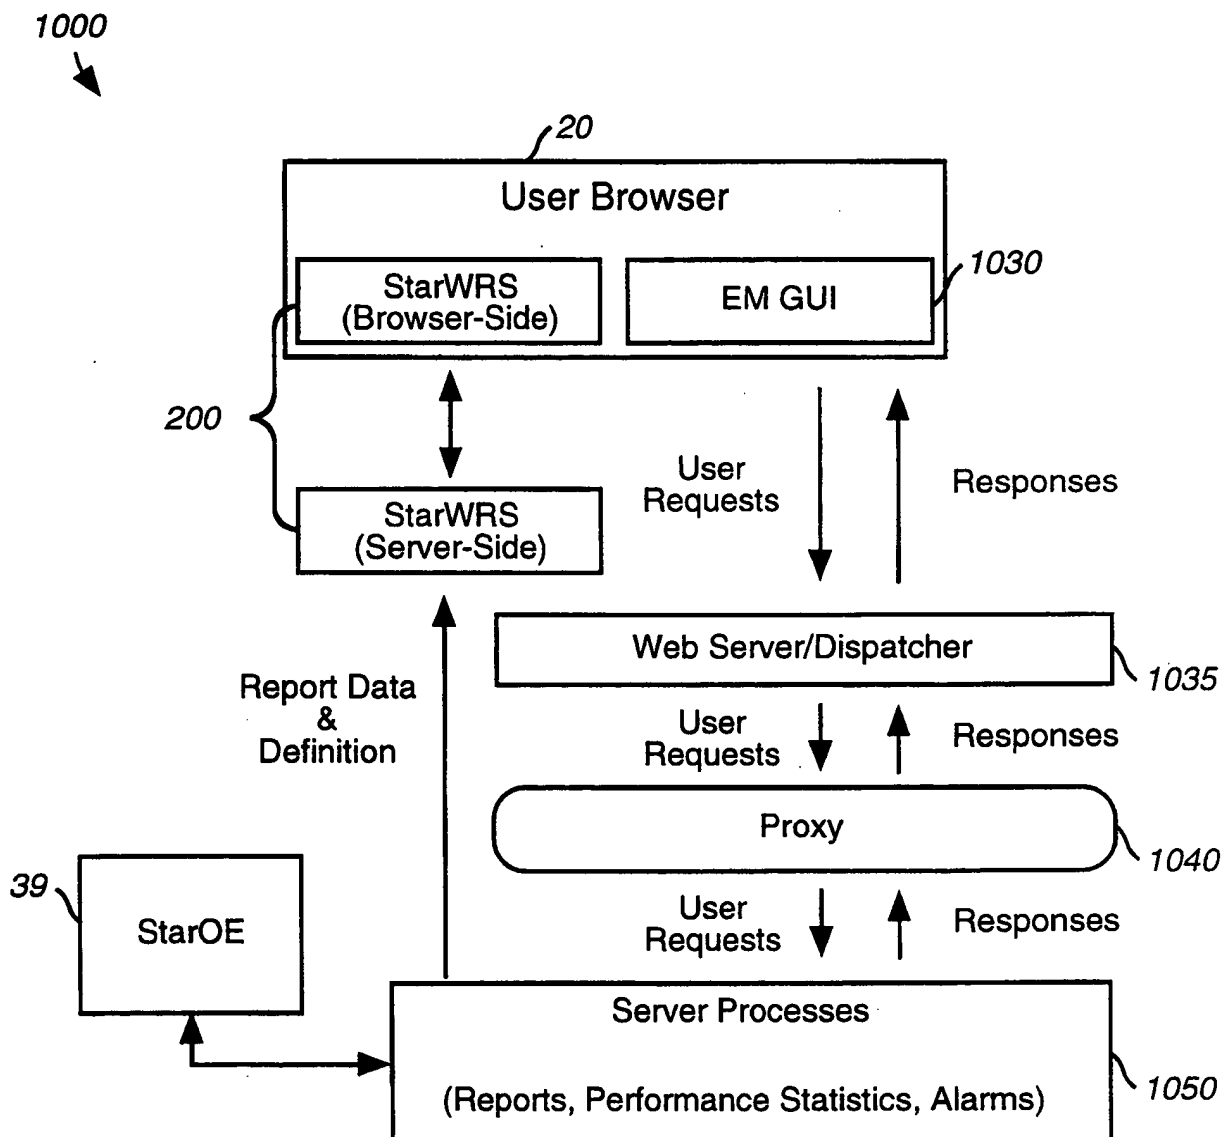 1000
20
User Browser
StarWRS
(Browser-Side)
EM GUI
1030
200
StarWRS
(Server-Side)
User
Requests
Responses
Web Server/Dispatcher
1035
Report Data
&
Definition
User
Requests
Responses
Proxy
1040
39
StarOE
User
Requests
Responses
Server Processes
(Reports, Performance Statistics, Alarms)
1050